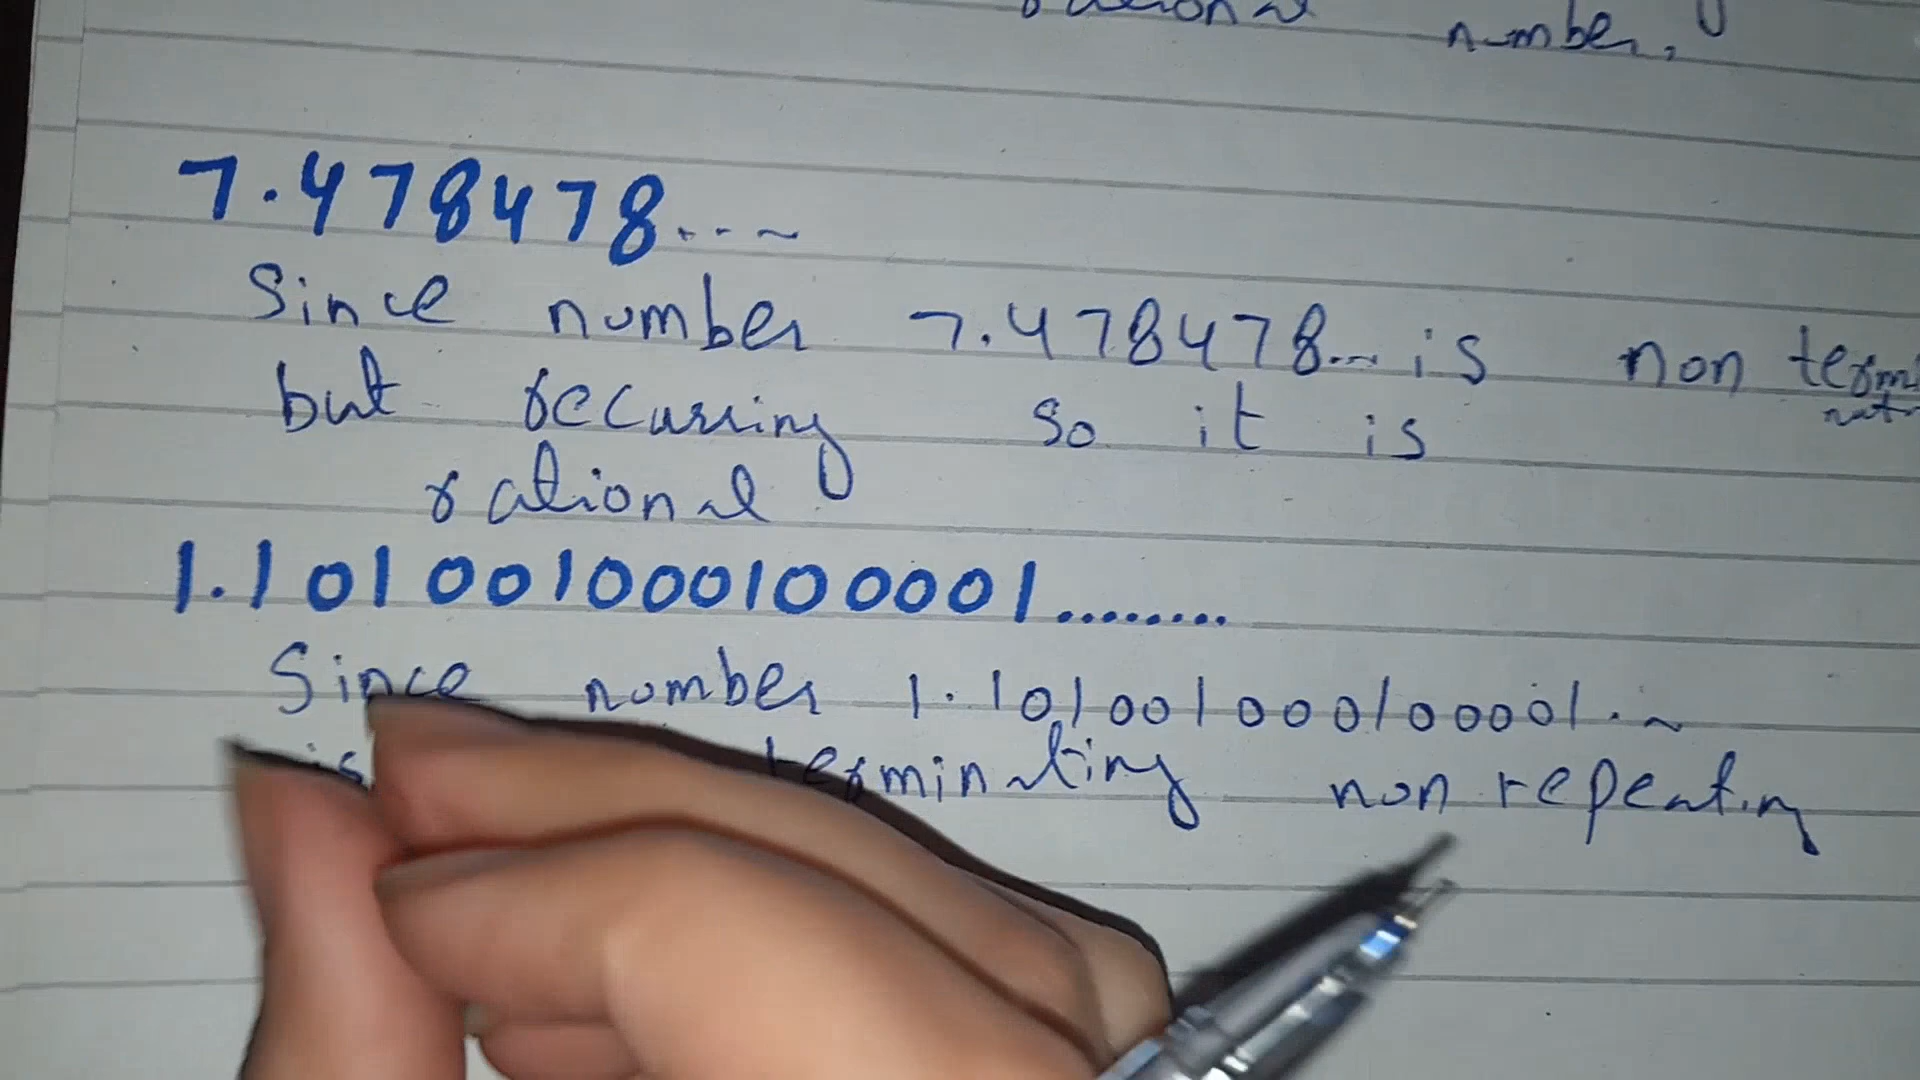 number,
7.478478...
Since number 7.478478... is non
but recurring so it is
rational
1.101001000100001........
Since number 1.101001000100001..
is terminating non repeating